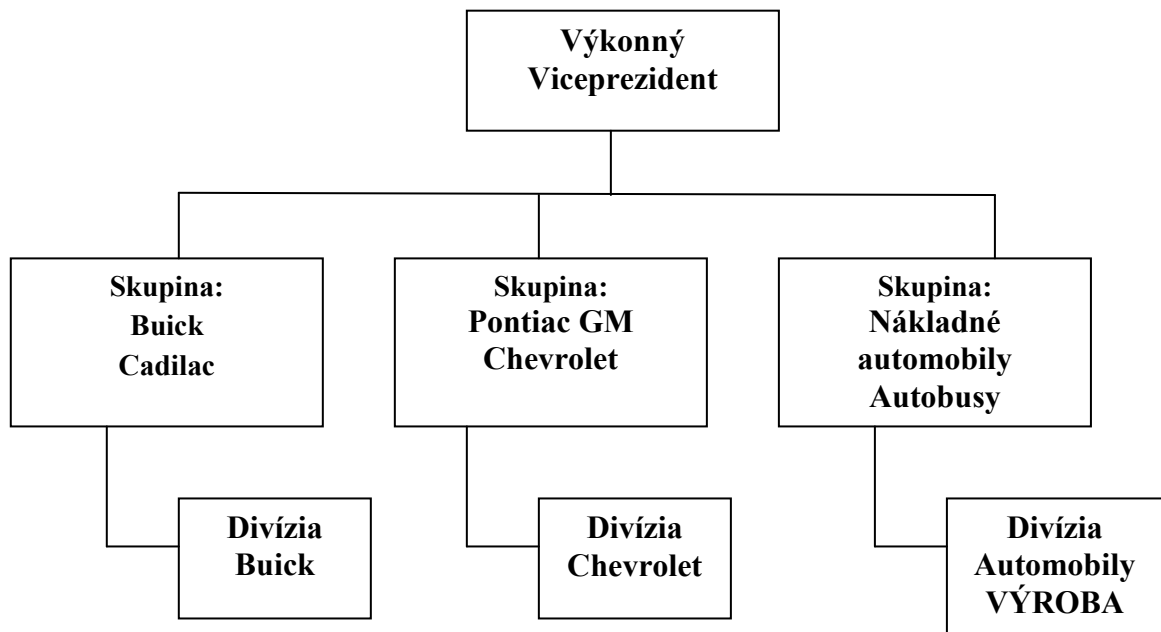 Výkonný
Viceprezident
Skupina:
Buick
Cadilac
Skupina:
Pontiac GM
Chevrolet
Skupina:
Nákladné
automobily
Autobusy
Divízia
Buick
Divízia
Chevrolet
Divízia
Automobily
VÝROBA